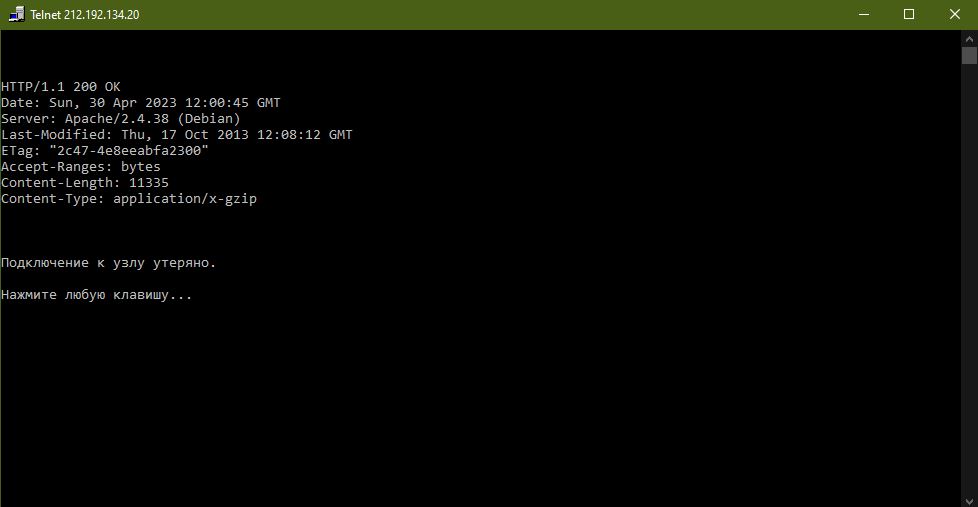 Telnet 212.192.134.20
HTTP/1.1 200 OK
Date: Sun, 30 Apr 2023 12:00:45 GMT
Server: Apache/2.4.38 (Debian)
Last-Modified: Thu, 17 Oct 2013 12:08:12 GMT
ETag: "2c47-4e8eeabfa2300"
Accept-Ranges: bytes
Content-Length: 11335
Content-Type: application/x-gzip
Подключение к узлу утеряно.
Нажмите любую клавишу...